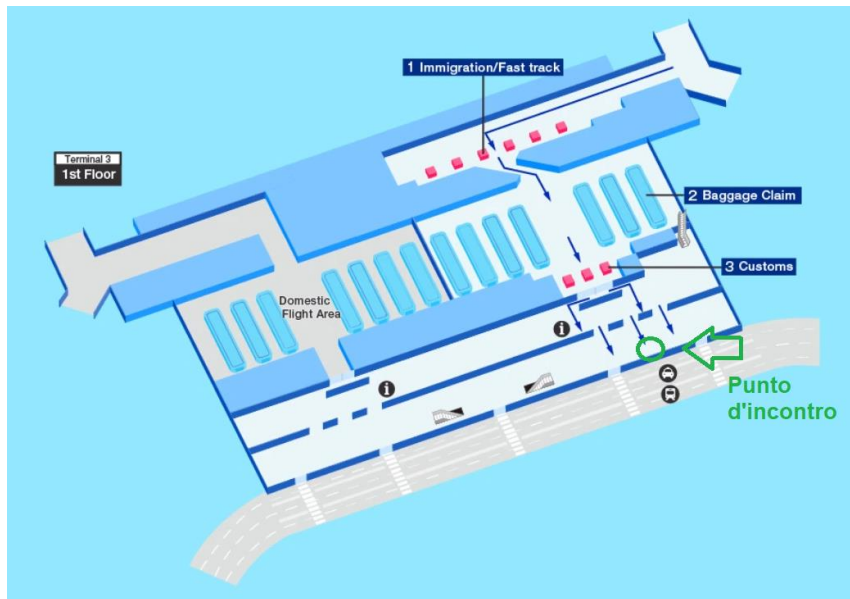 1 Immigration/Fast track
Terminal 3
1st Floor
2 Baggage Claim
3 Customs
Domestic
Flight Area
i
i
Punto
d'incontro